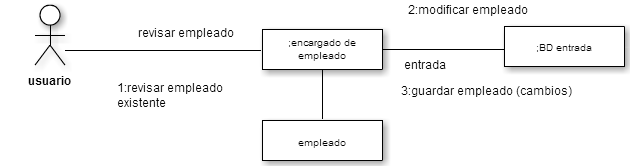 2:modificar empleado
revisar empleado
;encargado de
empleado
;BD entrada
entrada
usuario
1:revisar empleado
existente
3:guardar empleado (cambios)
empleado